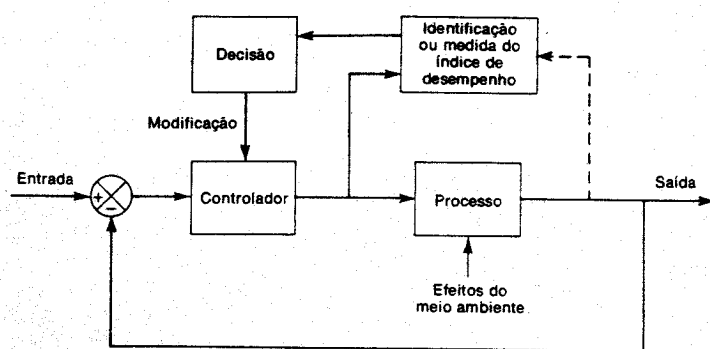 Decisão
Identificação
ou medida do
índice de
desempenho
Modificação
Entrada
+
−
Controlador
Processo
Saída
Efeitos do
meio ambiente